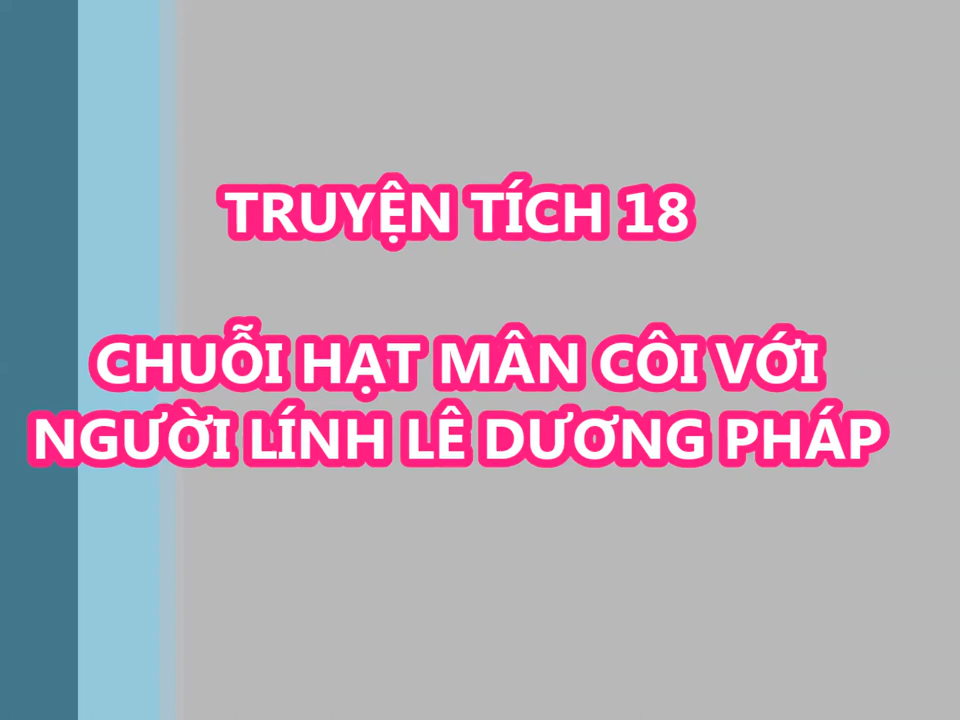 TRUYỆN TÍCH 18
CHUỖI HẠT MÂN CÔI VỚI
NGƯỜI LÍNH LÊ DƯƠNG PHÁP